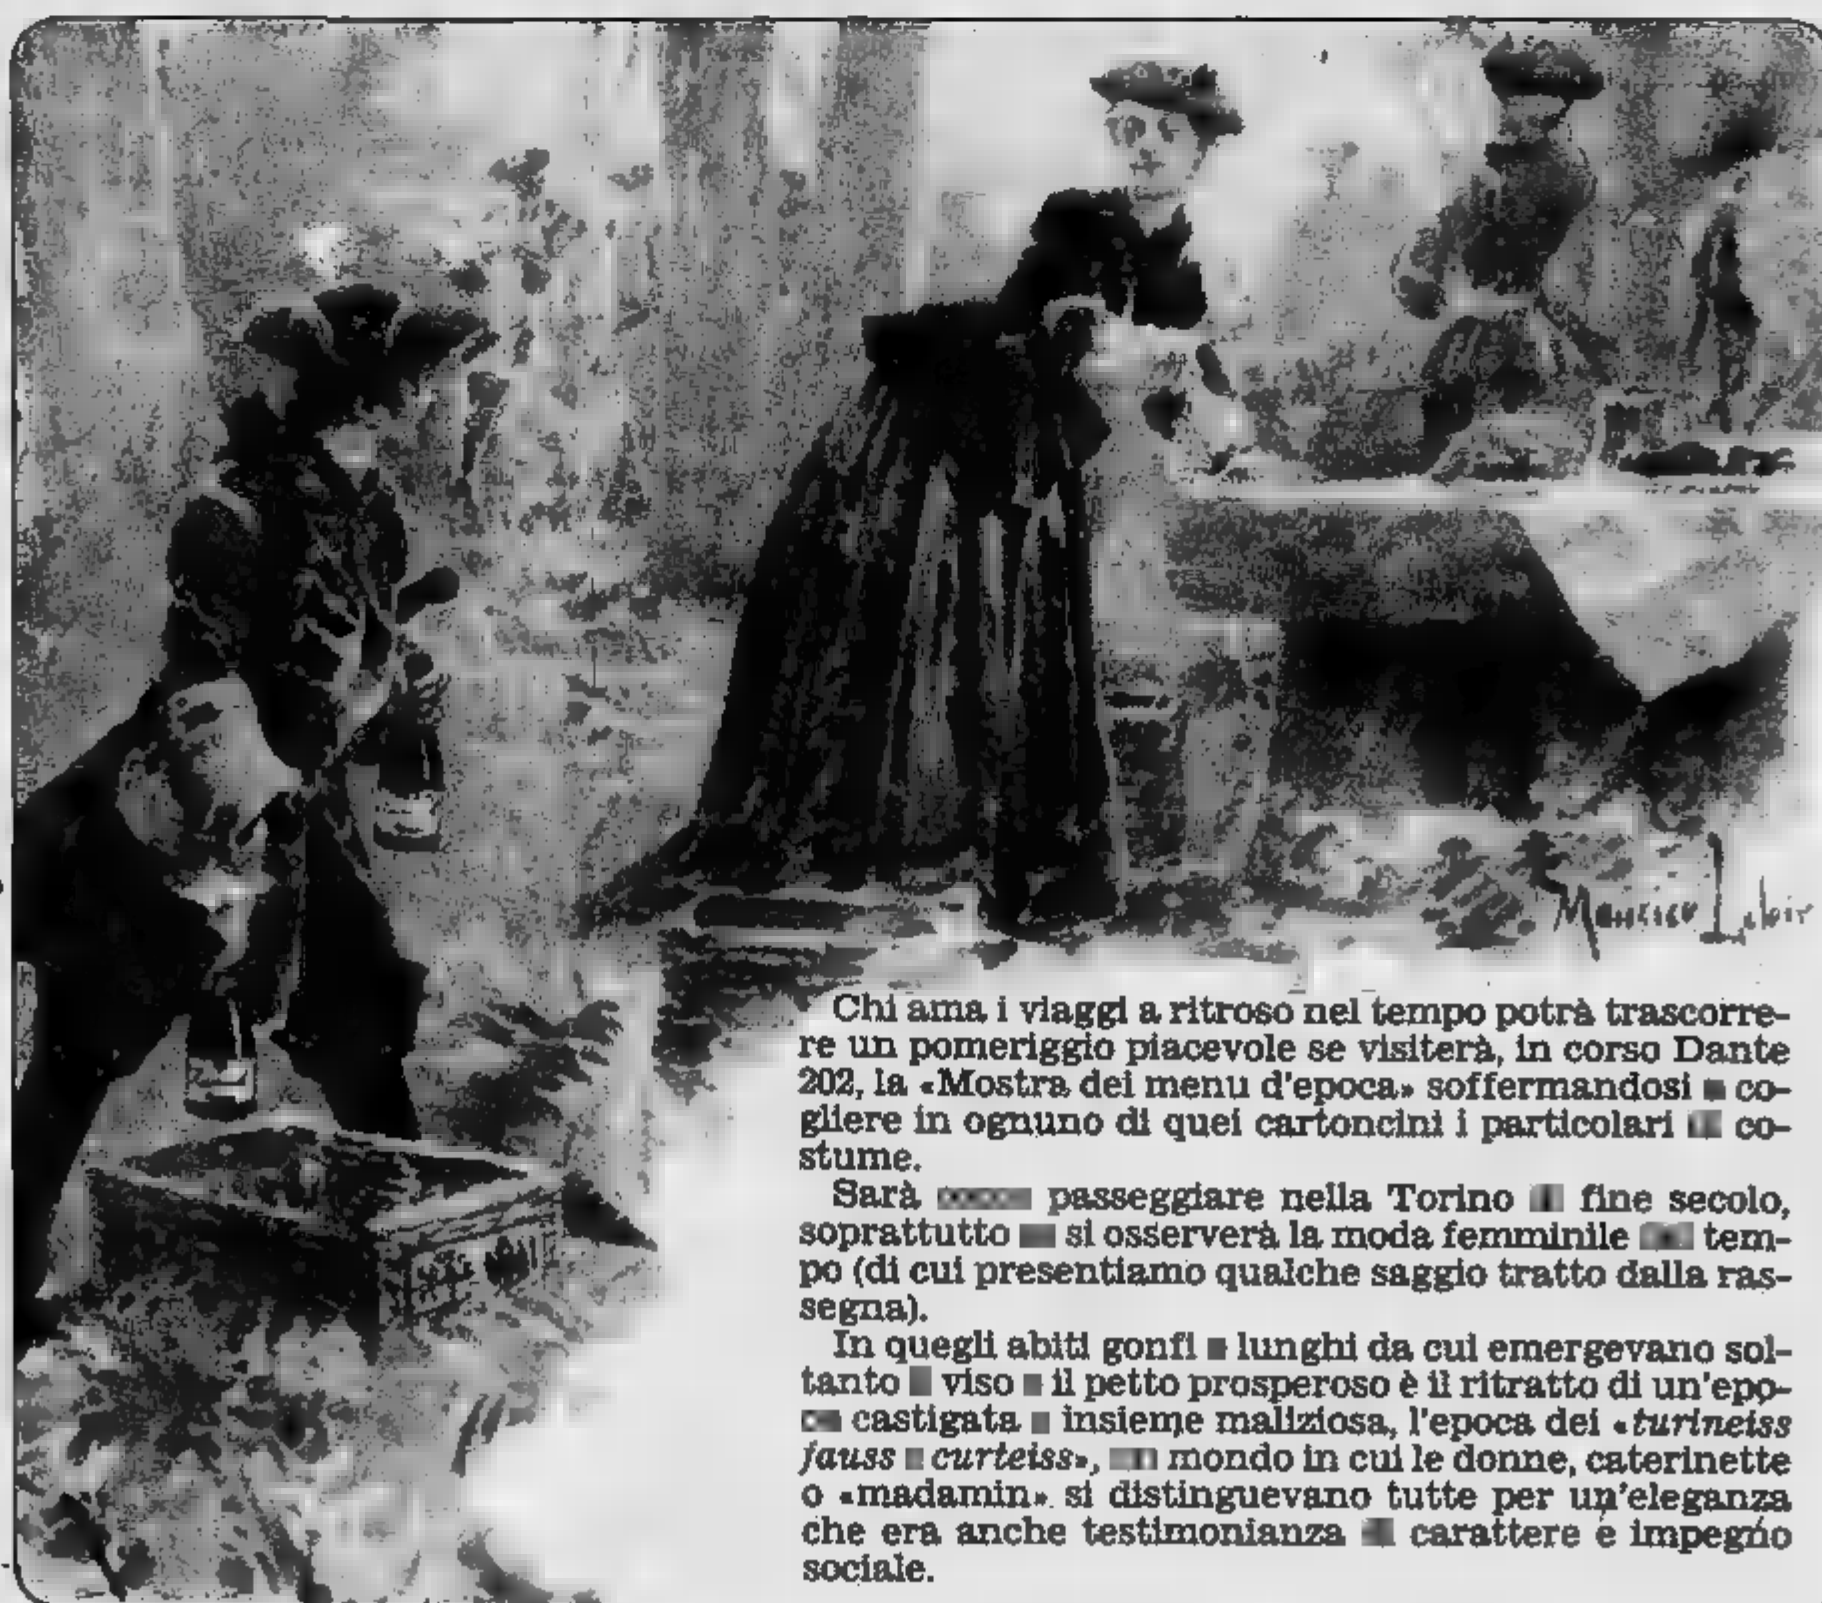 Maurice Leloir
Chi ama i viaggi a ritroso nel tempo potrà trascorre-
re un pomeriggio piacevole se visiterà, in corso Dante
202, la «Mostra dei menu d'epoca» soffermandosi co-
gliere in ognuno di quei cartoncini i particolari co-
stume.
Sarà passeggiare nella Torino fine secolo,
soprattutto si osserverà la moda femminile tem-
po (di cui presentiamo qualche saggio tratto dalla ras-
segna).
In quegli abiti gonfi lunghi da cui emergevano sol-
tanto viso il petto prosperoso è il ritratto di un'epo-
ca castigata insieme maliziosa, l'epoca dei «turineiss
fauss curteiss», mondo in cui le donne, caterinette
o «madamin» si distinguevano tutte per un'eleganza
che era anche testimonianza carattere e impegno
sociale.